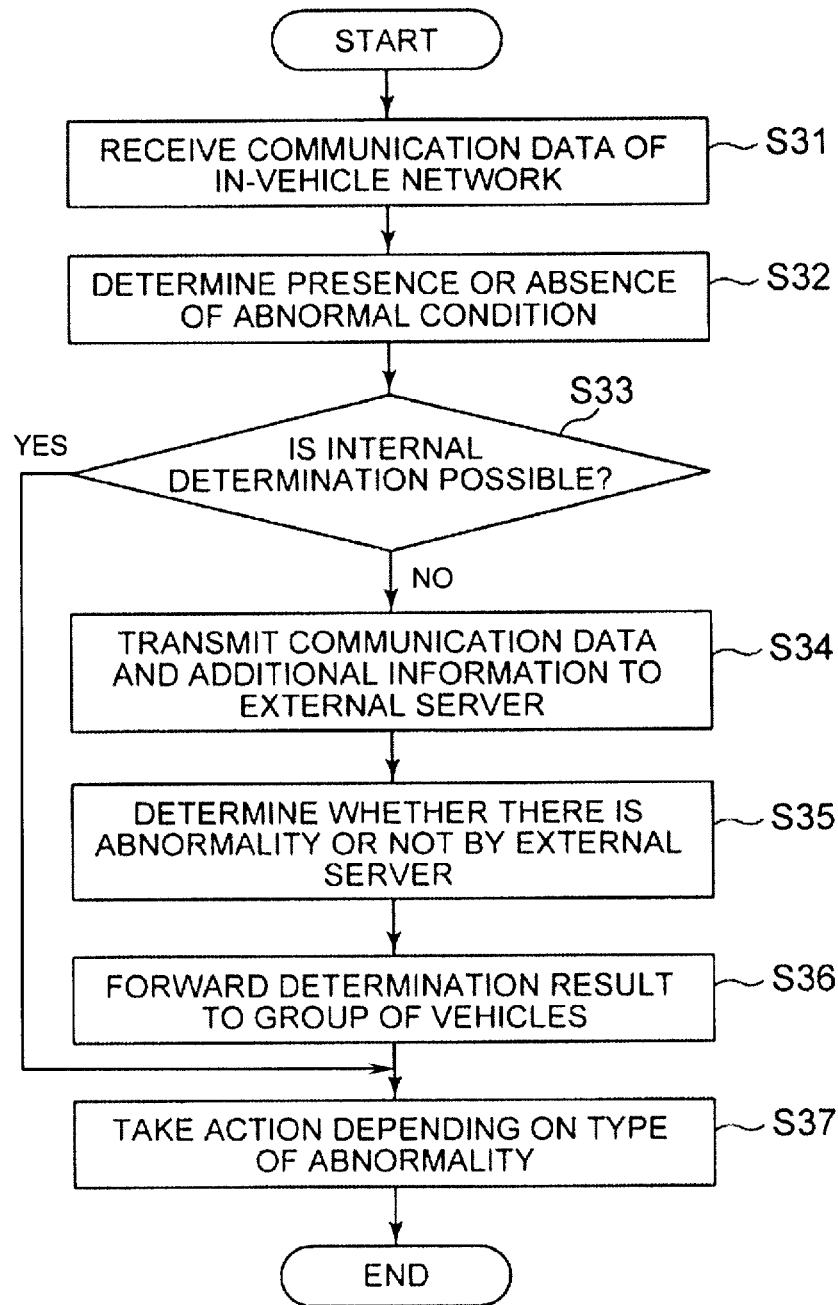 START
RECEIVE COMMUNICATION DATA OF
IN-VEHICLE NETWORK
S31
DETERMINE PRESENCE OR ABSENCE
OF ABNORMAL CONDITION
S32
S33
YES
IS INTERNAL
DETERMINATION POSSIBLE?
NO
TRANSMIT COMMUNICATION DATA
AND ADDITIONAL INFORMATION TO
EXTERNAL SERVER
S34
DETERMINE WHETHER THERE IS
ABNORMALITY OR NOT BY EXTERNAL
SERVER
S35
FORWARD DETERMINATION RESULT
TO GROUP OF VEHICLES
S36
TAKE ACTION DEPENDING ON TYPE
OF ABNORMALITY
S37
END